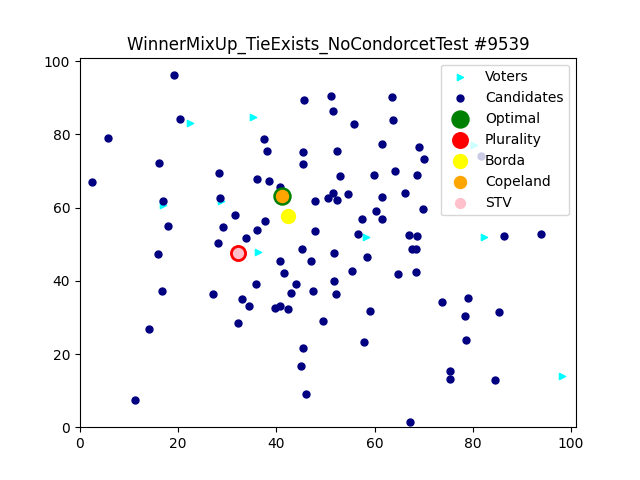 WinnerMixUp_TieExists_NoCondorcetTest #9539
Voters
Candidates
Optimal
Plurality
Borda
Copeland
STV
100
80
60
40
20
0
0 20 40 60 80 100